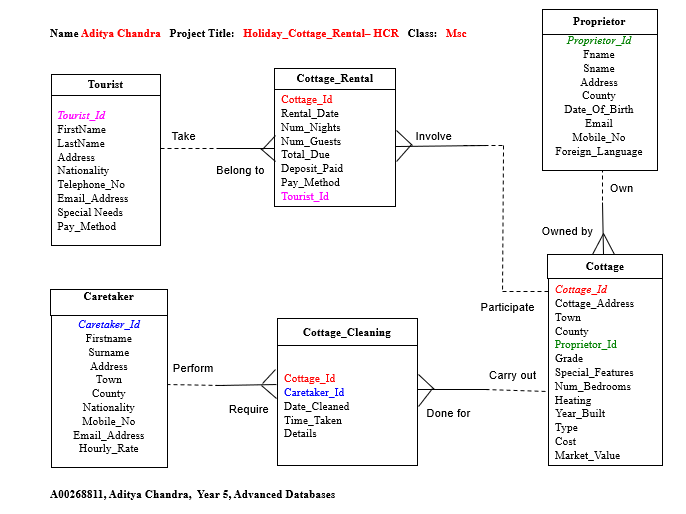 Name Aditya Chandra Project Title: Holiday_Cottage_Rental– HCR Class: Msc
Tourist
Tourist_Id
FirstName
LastName
Address
Nationality
Telephone_No
Email_Address
Special Needs
Pay_Method
Take
Belong to
Cottage_Rental
Cottage_Id
Rental_Date
Num_Nights
Num_Guests
Total_Due
Deposit_Paid
Pay_Method
Tourist_Id
Involve
Participate
Proprietor
Proprietor_Id
Fname
Sname
Address
County
Date_Of_Birth
Email
Mobile_No
Foreign_Language
Own
Owned by
Cottage
Cottage_Id
Cottage_Address
Town
County
Proprietor_Id
Grade
Special_Features
Num_Bedrooms
Heating
Year_Built
Type
Cost
Market_Value
Caretaker
Caretaker_Id
Firstname
Surname
Address
Town
County
Nationality
Mobile_No
Email_Address
Hourly_Rate
Perform
Require
Cottage_Cleaning
Cottage_Id
Caretaker_Id
Date_Cleaned
Time_Taken
Details
Carry out
Done for
A00268811, Aditya Chandra, Year 5, Advanced Databases